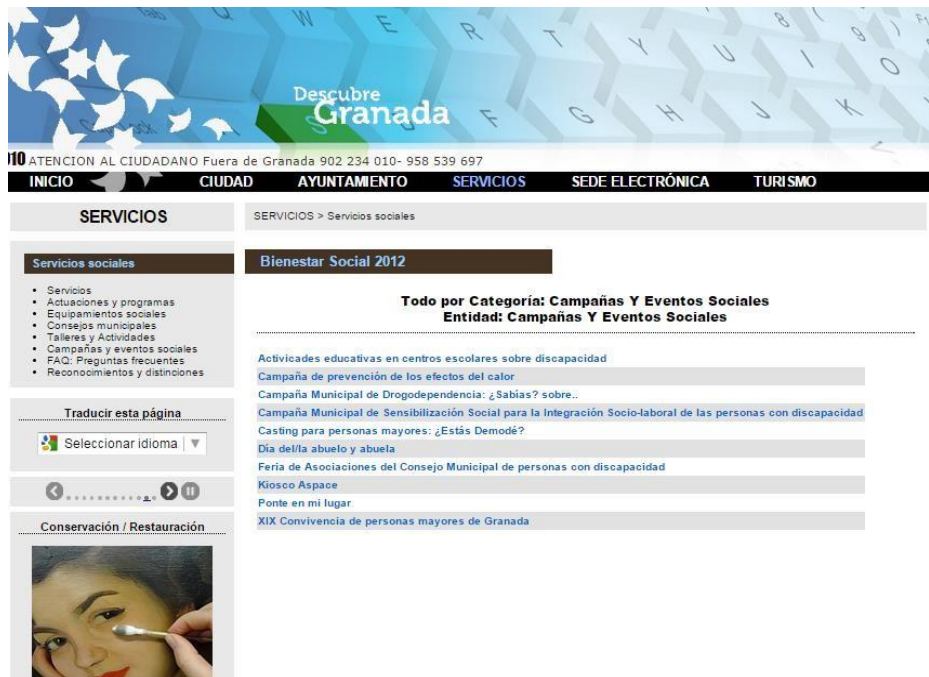 Descubre
Granada
010 ATENCION AL CIUDADANO Fuera de Granada 902 234 010- 958 539 697
INICIO CIUDAD AYUNTAMIENTO SERVICIOS SEDE ELECTRÓNICA TURISMO
SERVICIOS
SERVICIOS > Servicios sociales
Servicios sociales
Servicios
Actuaciones y programas
Equipamientos sociales
Consejos municipales
Talleres y Actividades
Campañas y eventos sociales
FAQ: Preguntas frecuentes
Reconocimientos y distinciones
Traducir esta página
Seleccionar idioma
Conservación / Restauración
Bienestar Social 2012
Todo por Categoría: Campañas Y Eventos Sociales
Entidad: Campañas Y Eventos Sociales
Activicades educativas en centros escolares sobre discapacidad
Campaña de prevención de los efectos del calor
Campaña Municipal de Drogodependencia: ¿Sabías? sobre..
Campaña Municipal de Sensibilización Social para la Integración Socio-laboral de las personas con discapacidad
Casting para personas mayores: ¿Estás Demodé?
Día del/la abuelo y abuela
Feria de Asociaciones del Consejo Municipal de personas con discapacidad
Kiosco Aspace
Ponte en mi lugar
XIX Convivencia de personas mayores de Granada